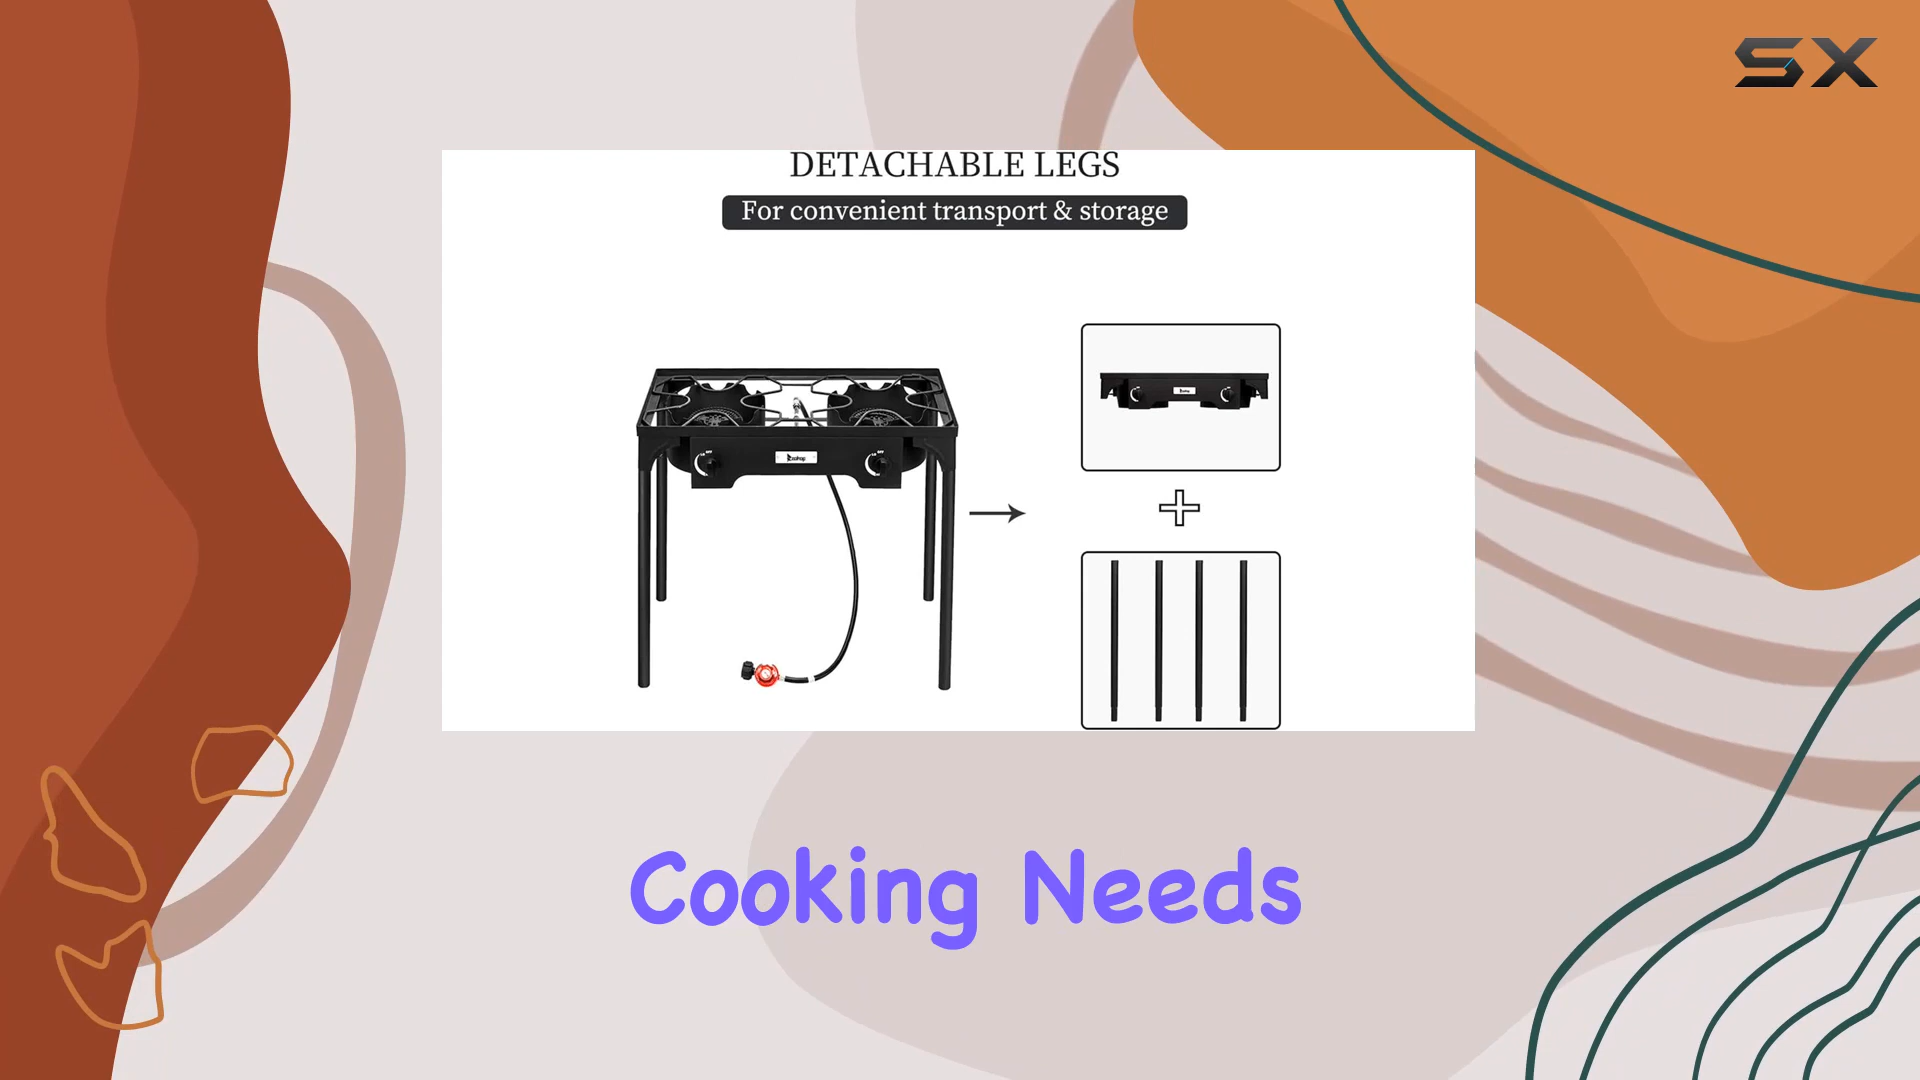 SX
DETACHABLE LEGS
For convenient transport & storage
Cooking Needs